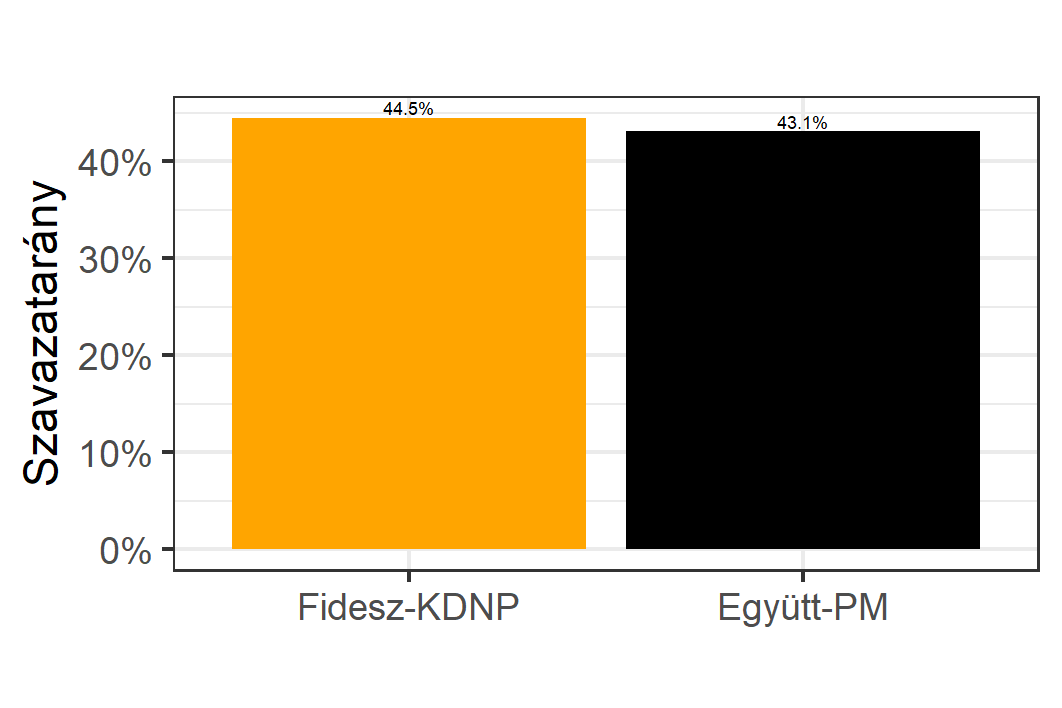 44.5%
43.1%
40%
30%
20%
10%
0%
Szavazatarány
Fidesz-KDNP
Együtt-PM